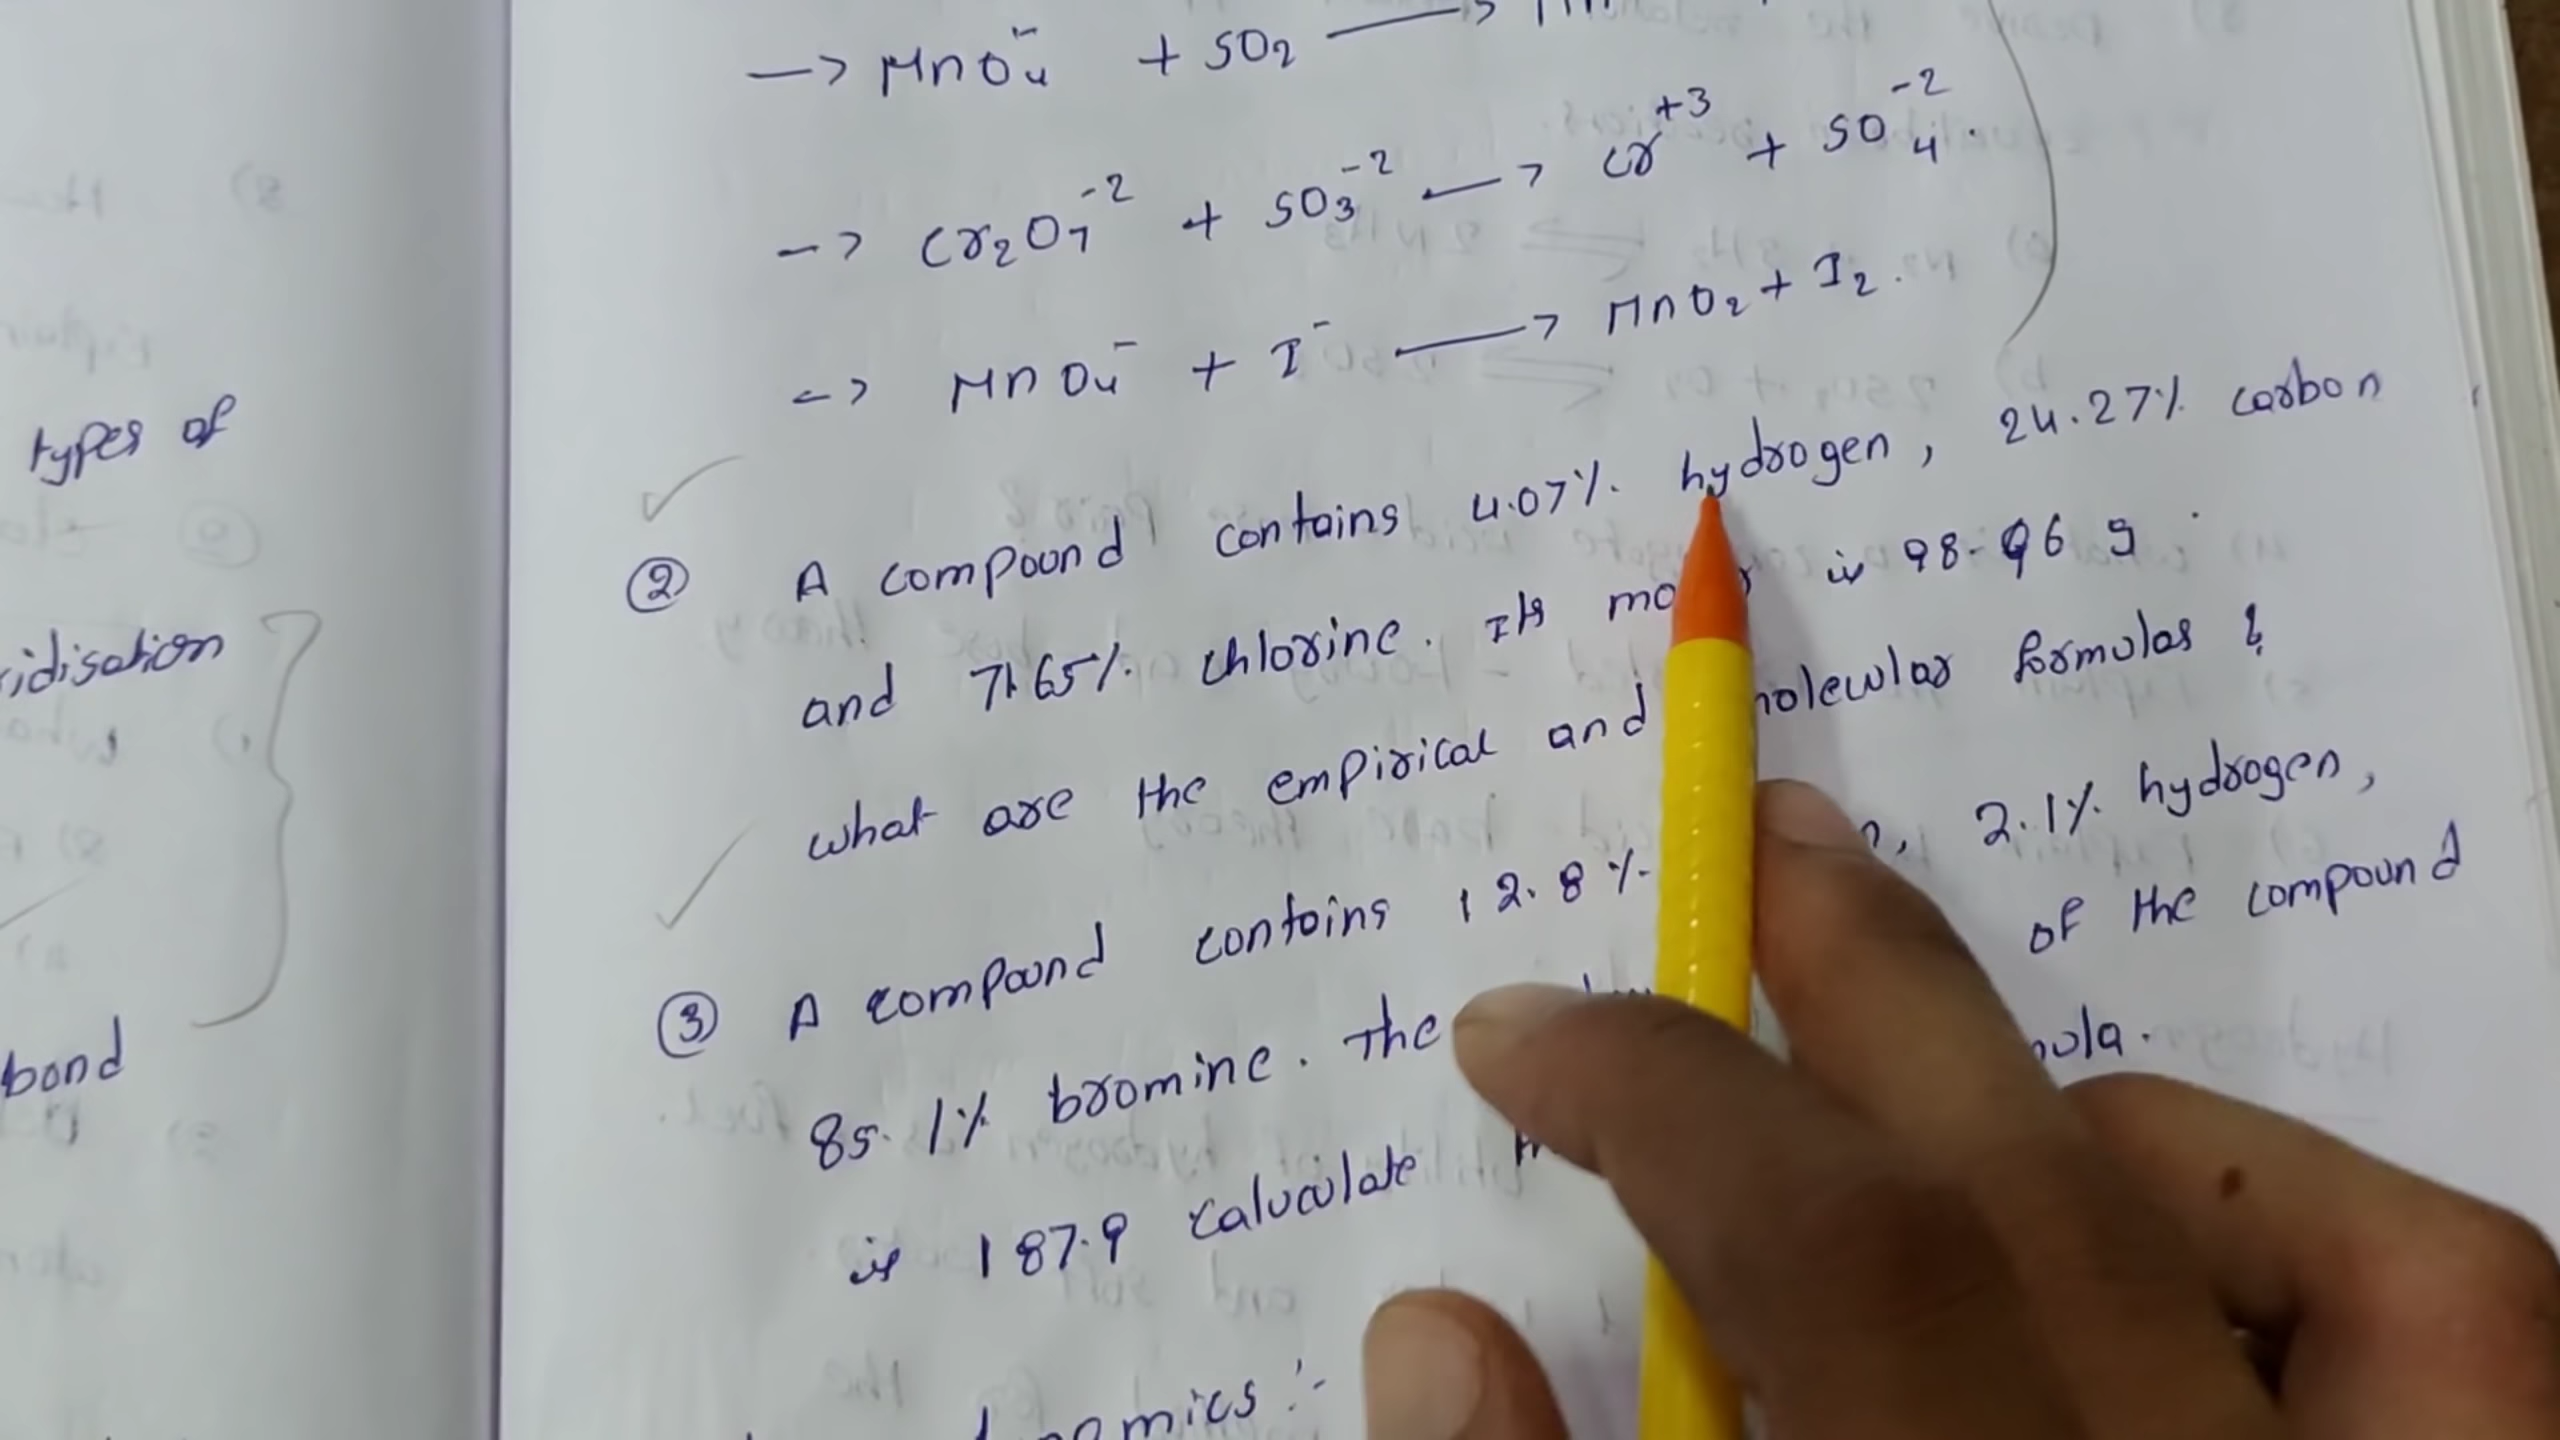 types of
ridisation
bond
→ MnO₄⁻ + SO₂ →
→ Cr₂O₇⁻² + SO₃⁻² → Cr⁺³ + SO₄⁻².
→ MnO₄⁻ + I⁻ → MnO₂ + I₂.
② A compound contains 4.07%. hydrogen, 24.27%. carbon
and 71.65%. chlorine. Its is 98.96 g.
what are the empirical and molecular formulas ?
③ A compound contains 12.8%. 2.1%. hydrogen,
85.1% bromine. The of the compound
is 187.9 caluculate